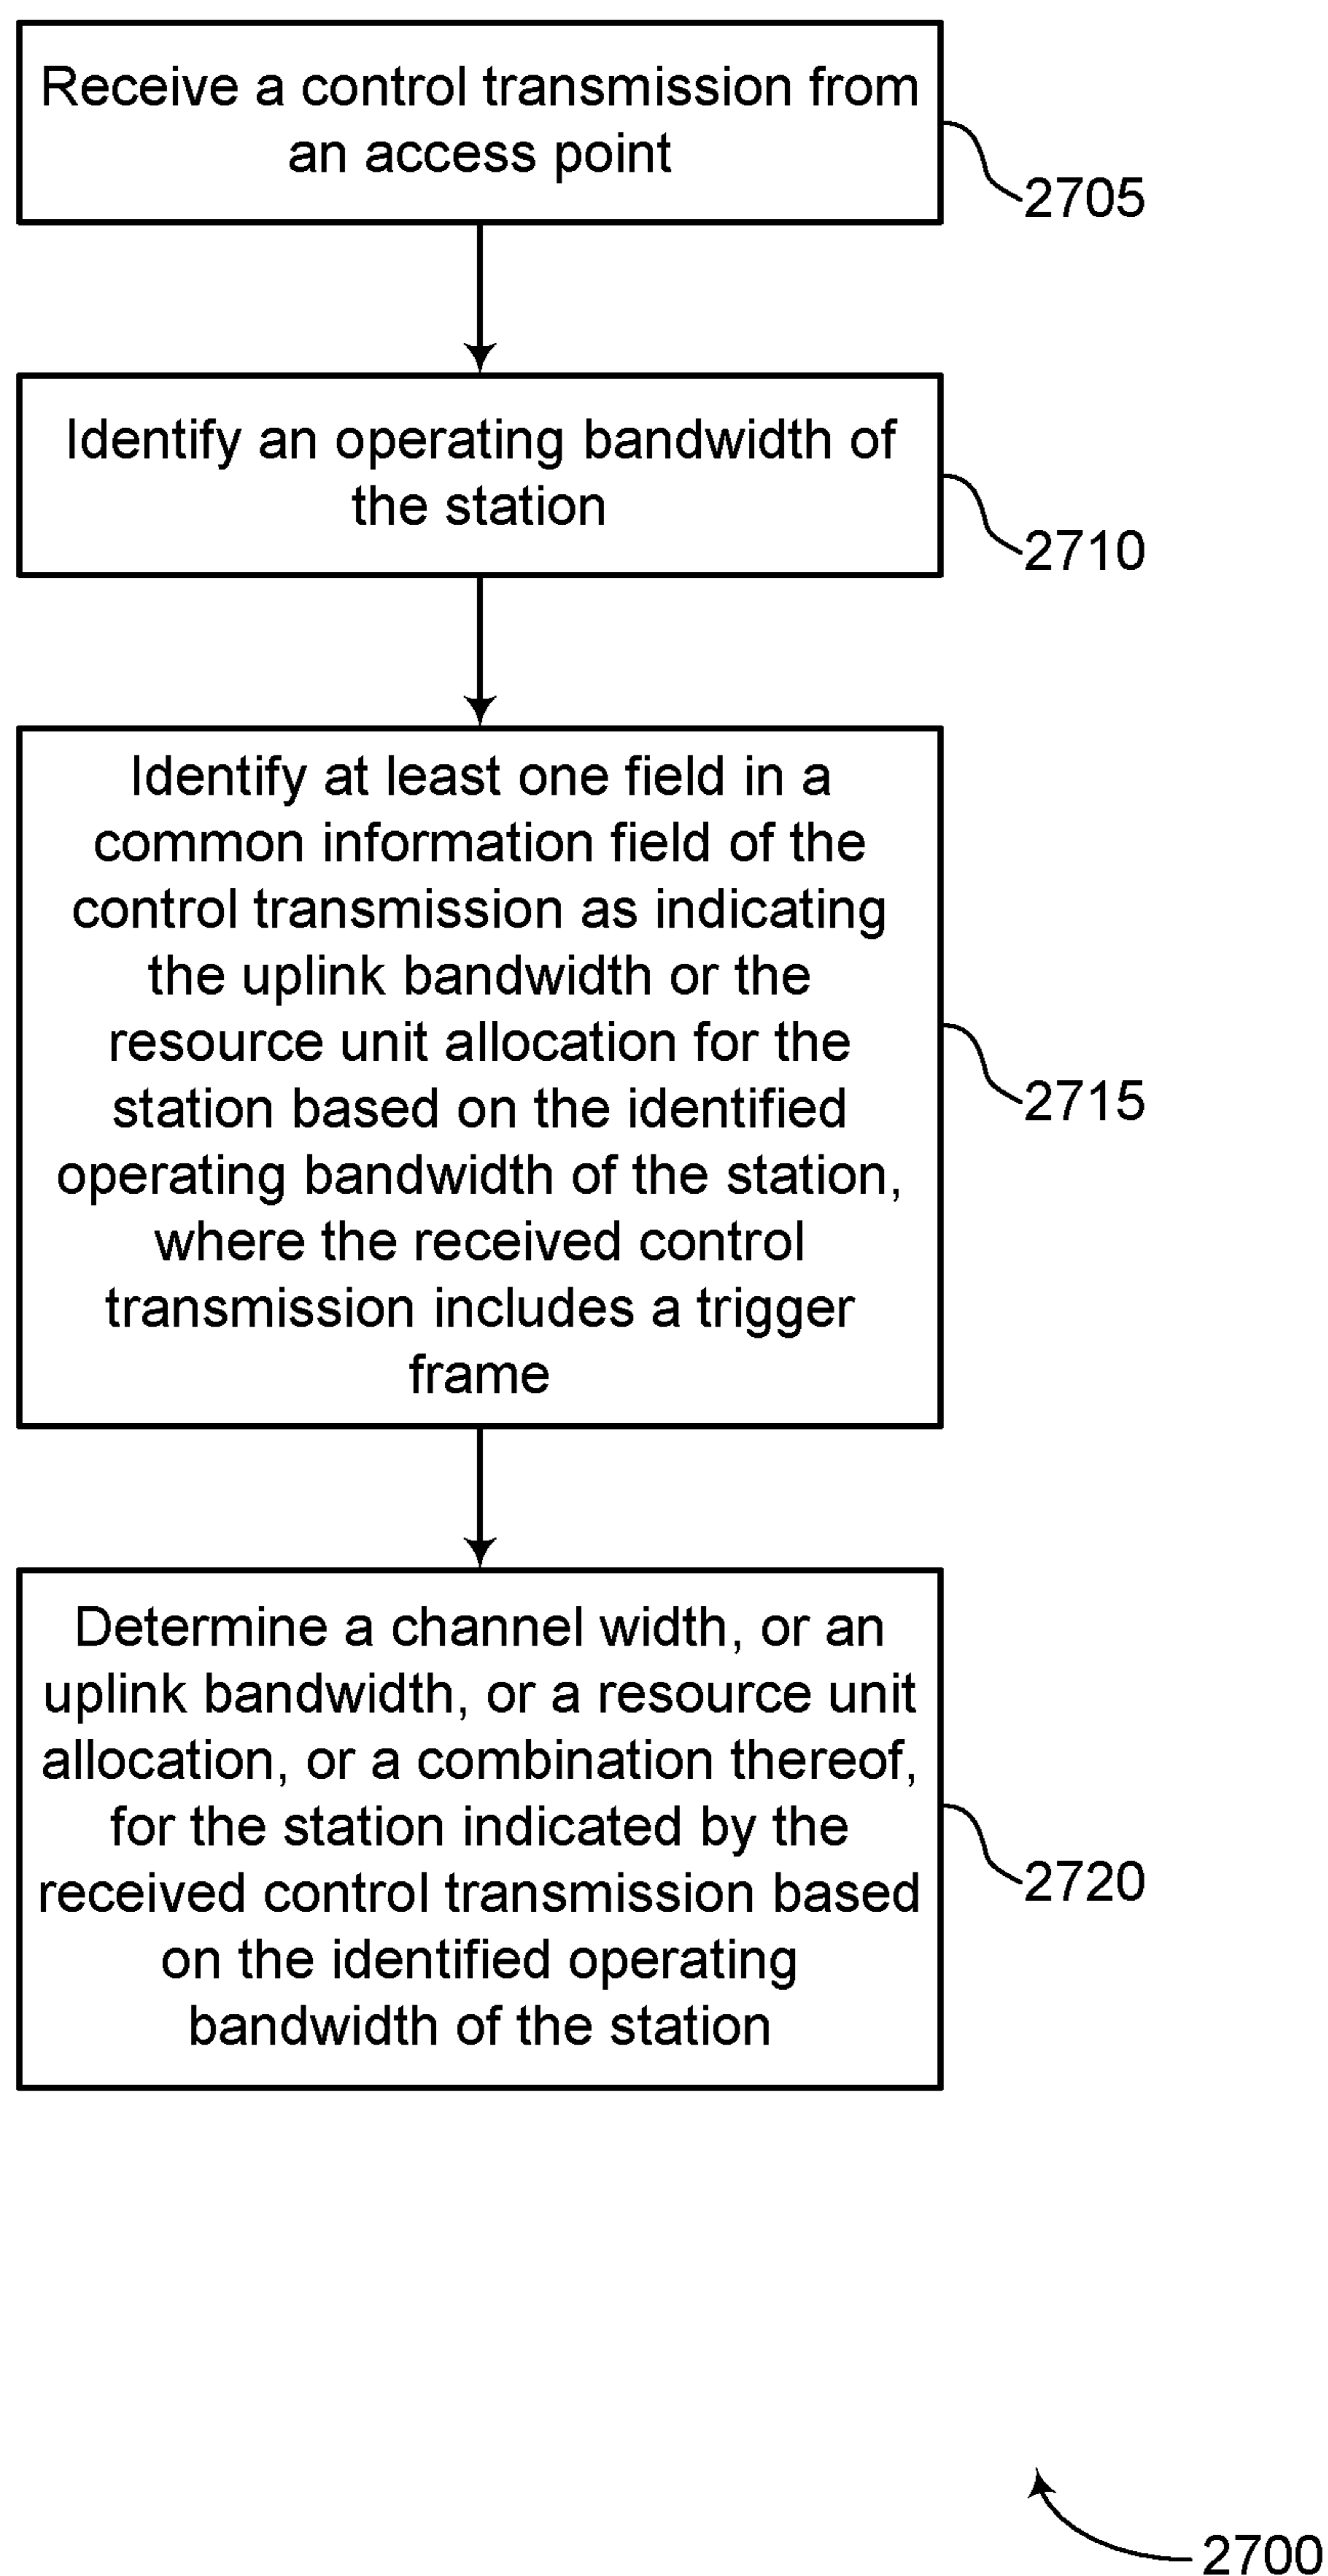 Receive a control transmission from
an access point
2705
Identify an operating bandwidth of
the station
2710
Identify at least one field in a
common information field of the
control transmission as indicating
the uplink bandwidth or the
resource unit allocation for the
station based on the identified
operating bandwidth of the station,
where the received control
transmission includes a trigger
frame
2715
Determine a channel width, or an
uplink bandwidth, or a resource unit
allocation, or a combination thereof,
for the station indicated by the
received control transmission based
on the identified operating
bandwidth of the station
2720
2700